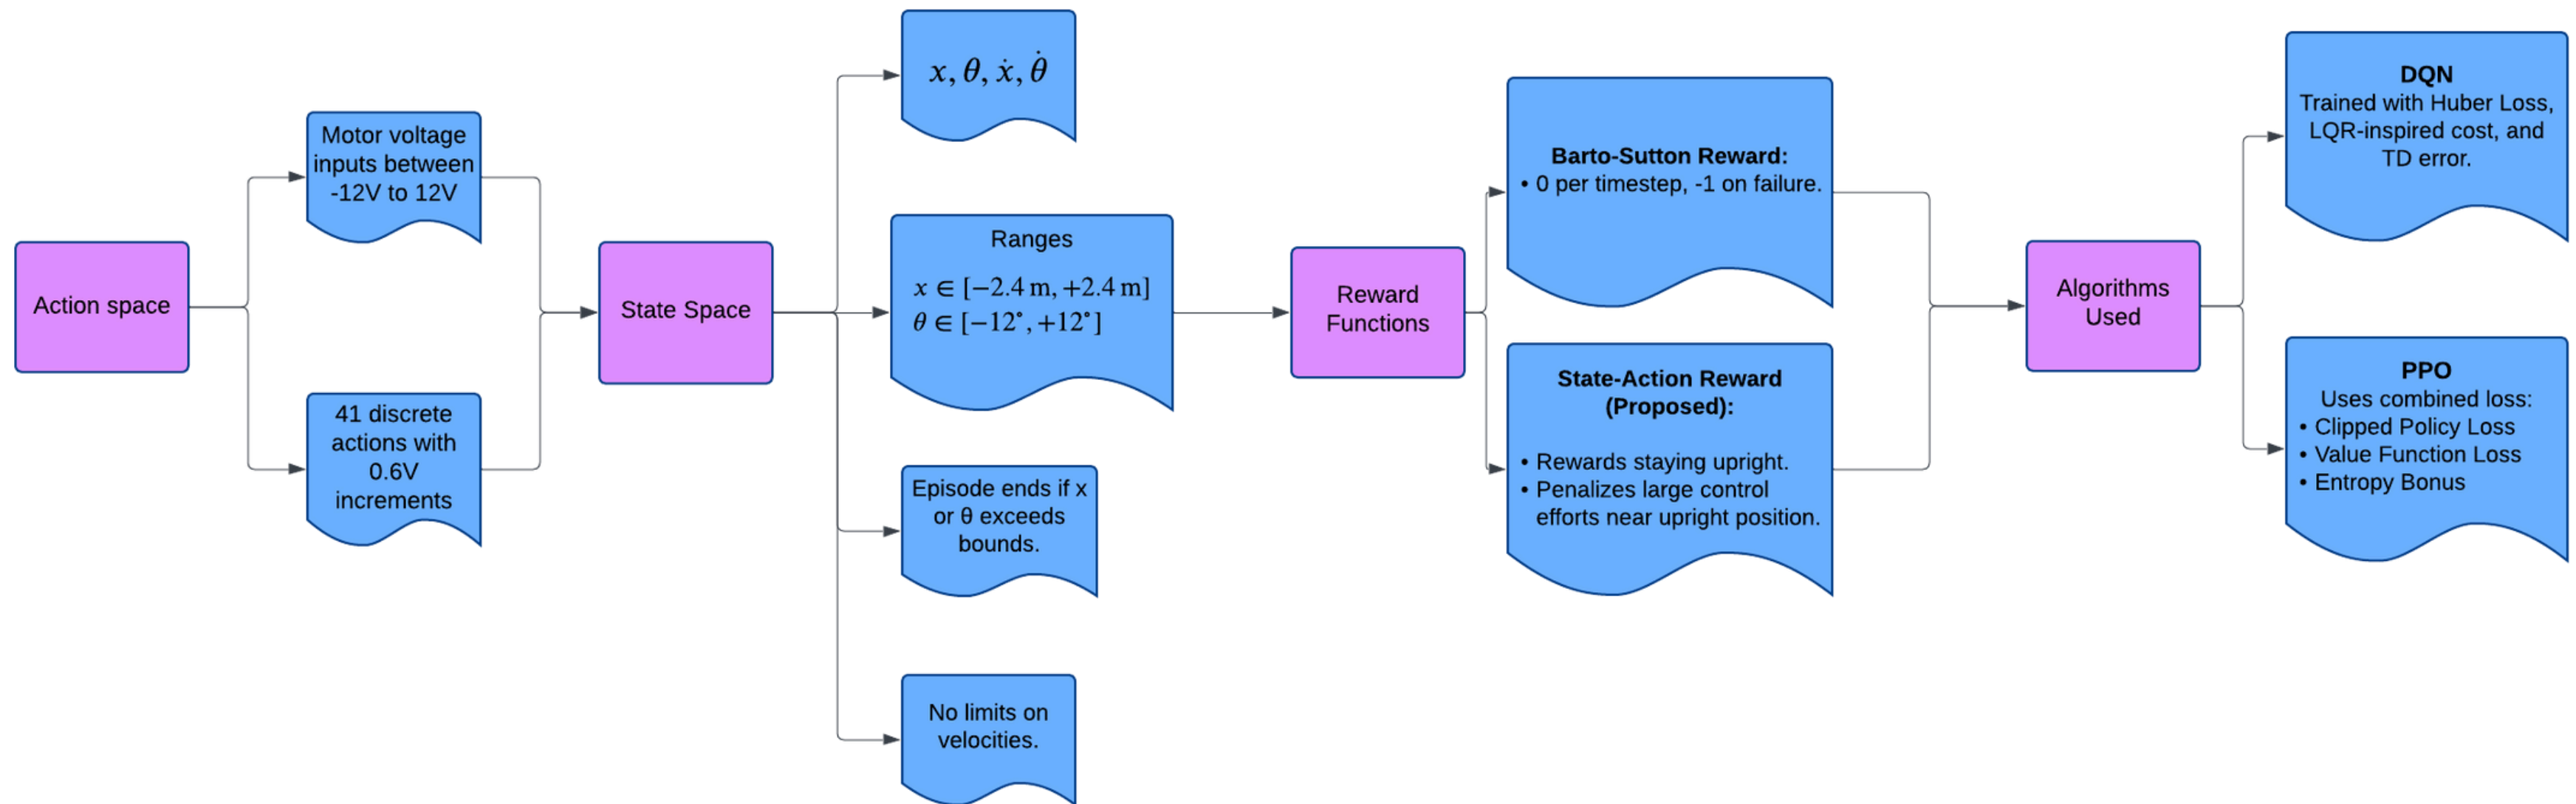 Action space
Motor voltage
inputs between
-12V to 12V
41 discrete
actions with
0.6V
increments
State Space
x, θ, ẋ, θ̇
Ranges
x ∈ [−2.4 m, +2.4 m]
θ ∈ [−12°, +12°]
Episode ends if x
or θ exceeds
bounds.
No limits on
velocities.
Reward
Functions
Barto-Sutton Reward:
• 0 per timestep, -1 on failure.
State-Action Reward
(Proposed):
• Rewards staying upright.
• Penalizes large control
efforts near upright position.
Algorithms
Used
DQN
Trained with Huber Loss,
LQR-inspired cost, and
TD error.
PPO
Uses combined loss:
• Clipped Policy Loss
• Value Function Loss
• Entropy Bonus